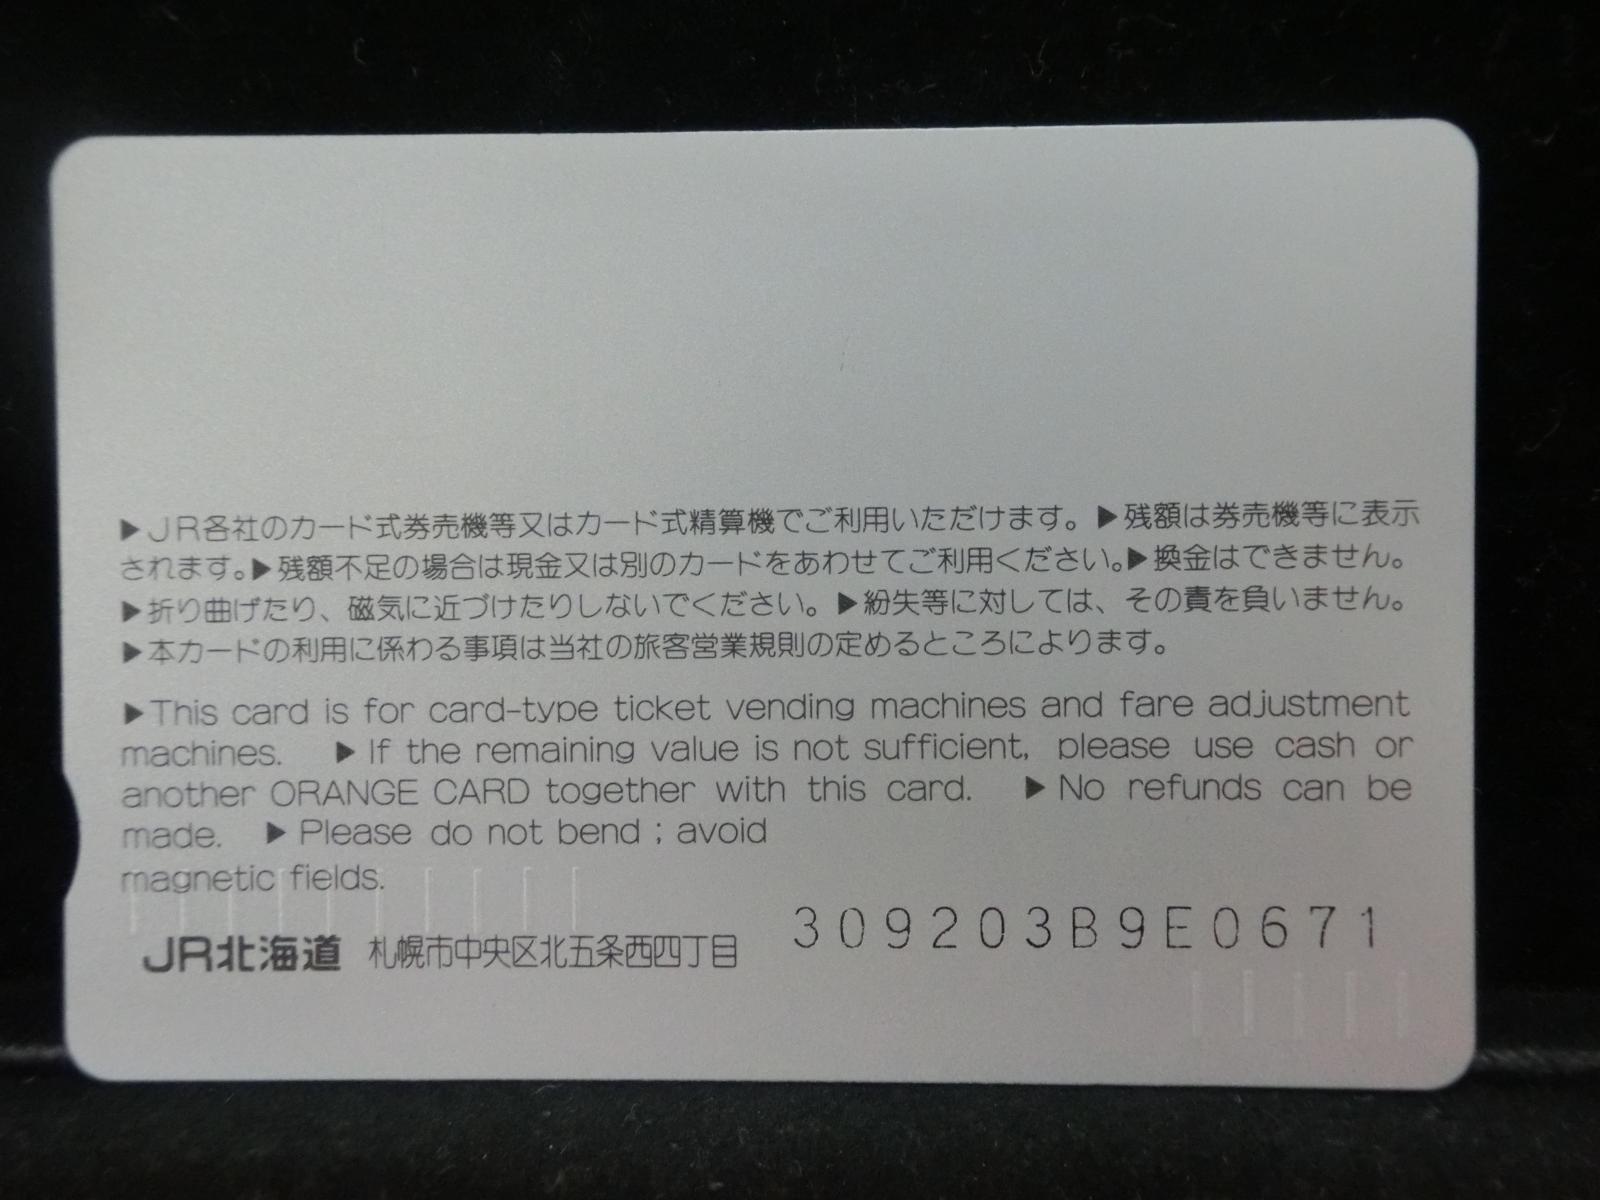 ▶JR各社のカード式券売機等又はカード式精算機でご利用いただけます。▶残額は券売機等に表示
されます。▶残額不足の場合は現金又は別のカードをあわせてご利用ください。▶換金はできません。
▶折り曲げたり、磁気に近づけたりしないでください。▶紛失等に対しては、その責を負いません。
▶本カードの利用に係わる事項は当社の旅客営業規則の定めるところによります。
▶This card is for card-type ticket vending machines and fare adjustment
machines. ▶If the remaining value is not sufficient, please use cash or
another ORANGE CARD together with this card. ▶No refunds can be
made. ▶Please do not bend ; avoid
magnetic fields.
JR北海道 札幌市中央区北五条西四丁目 309203B9E0671